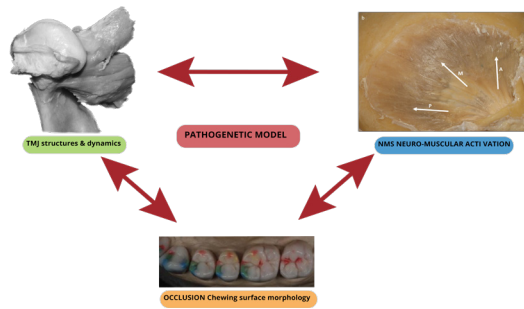 PATHOGENETIC MODEL
TMJ structures & dynamics
NMS NEURO-MUSCULAR ACTI VATION
OCCLUSION Chewing surface morphology
M
A
P